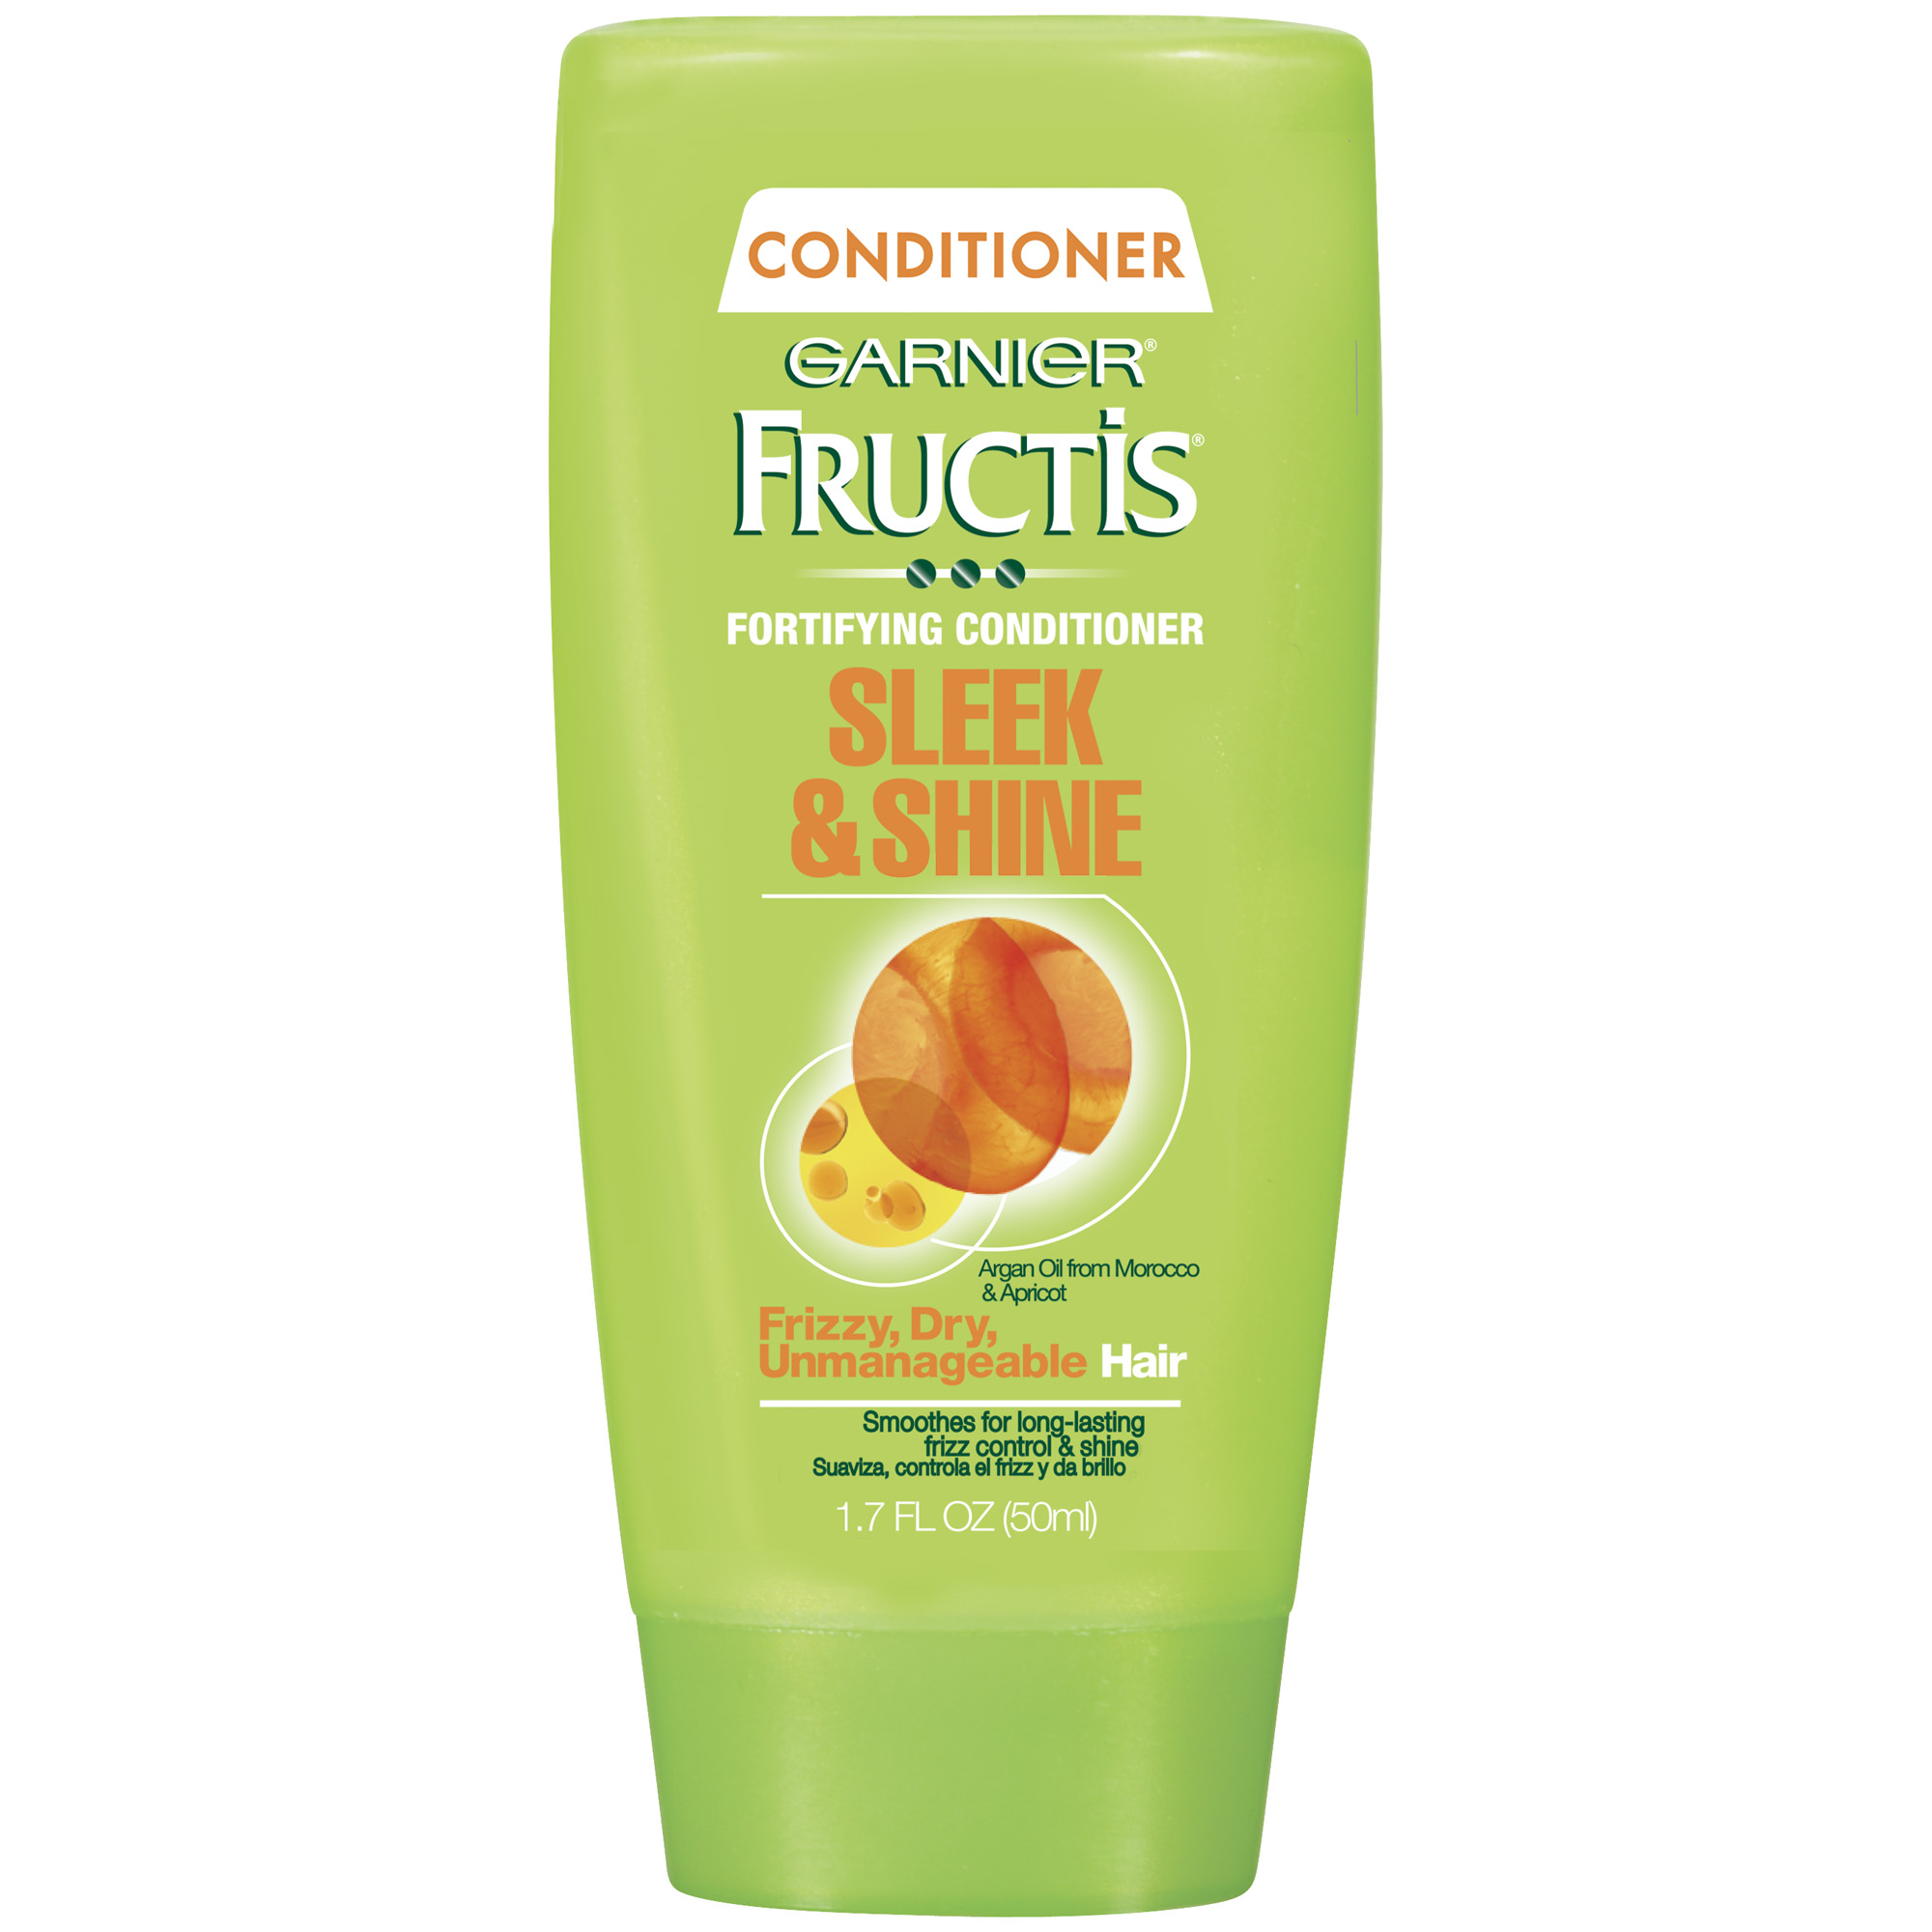 CONDITIONER
GARNIER®
FRUCTIS®
FORTIFYING CONDITIONER
SLEEK
& SHINE
Argan Oil from Morocco
& Apricot
Frizzy, Dry,
Unmanageable Hair
Smoothes for long-lasting
frizz control & shine
Suaviza, controla el frizz y da brillo
1.7 FL OZ (50ml)